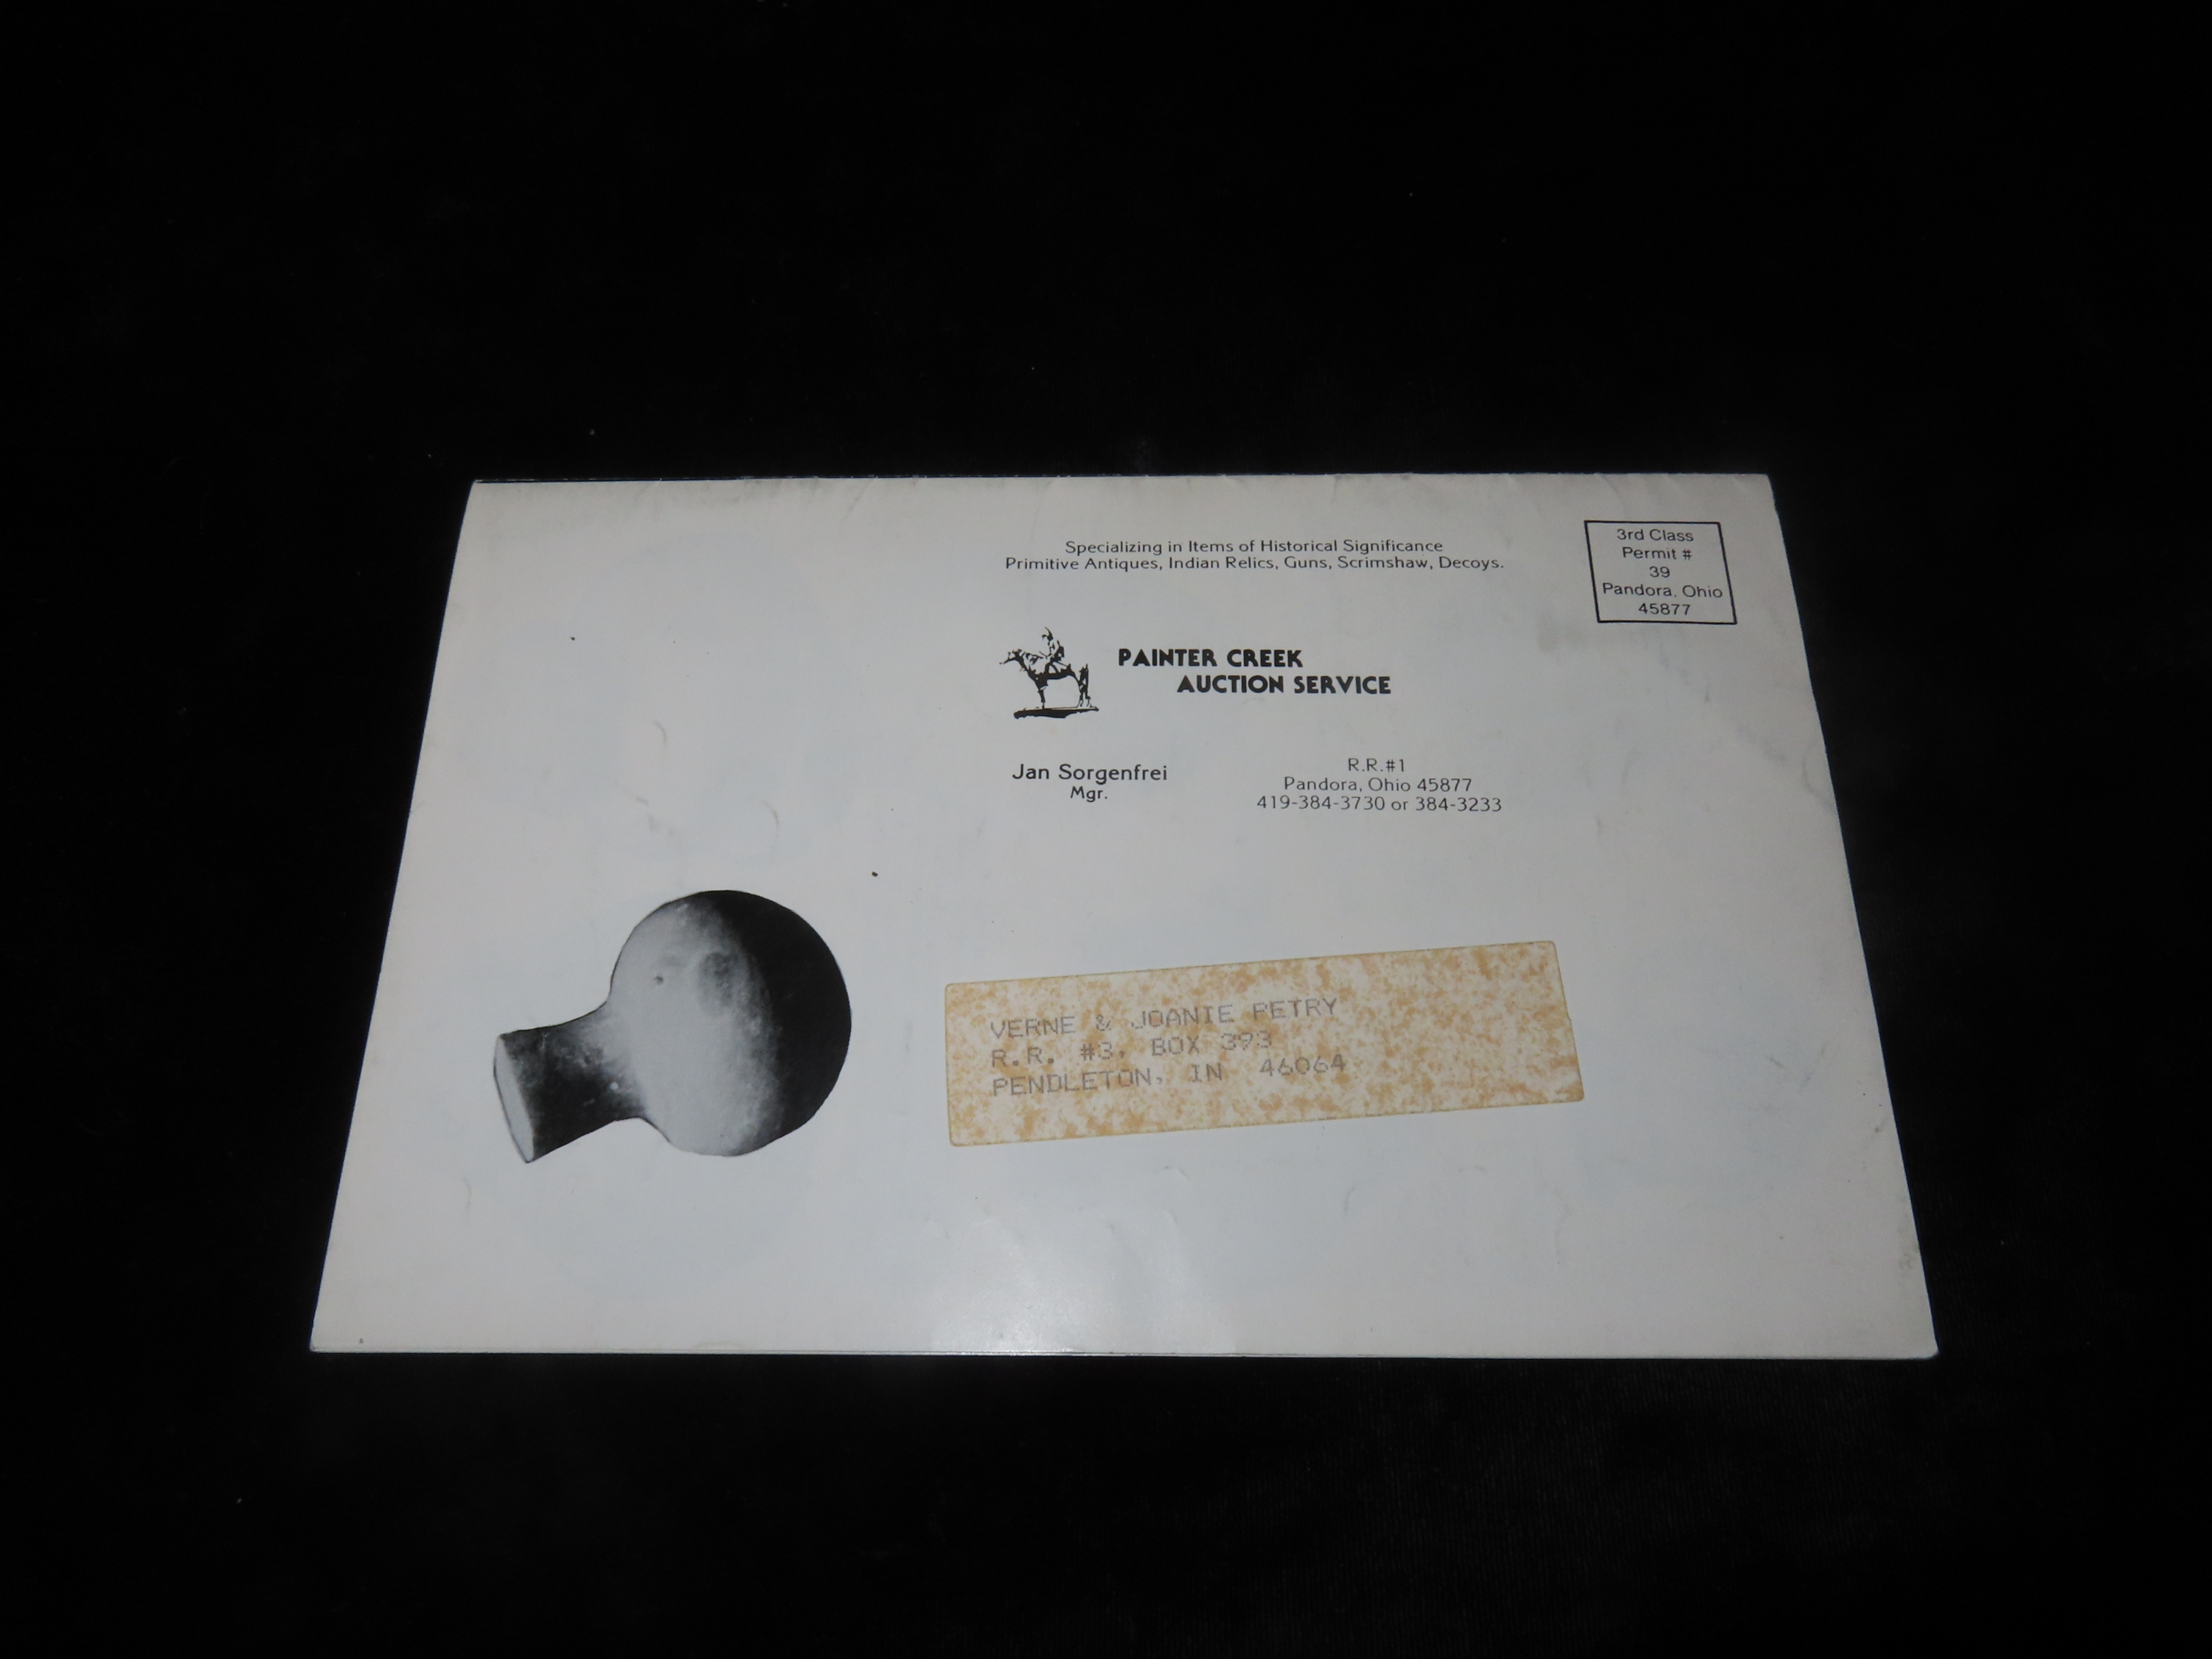 Specializing in Items of Historical Significance
Primitive Antiques, Indian Relics, Guns, Scrimshaw, Decoys.
3rd Class
Permit #
39
Pandora, Ohio
45877
PAINTER CREEK
AUCTION SERVICE
Jan Sorgenfrei
Mgr.
R.R.#1
Pandora, Ohio 45877
419-384-3730 or 384-3233
VERNE & JOANIE PETRY
R.R. #3, BOX 393
PENDLETON, IN 46064